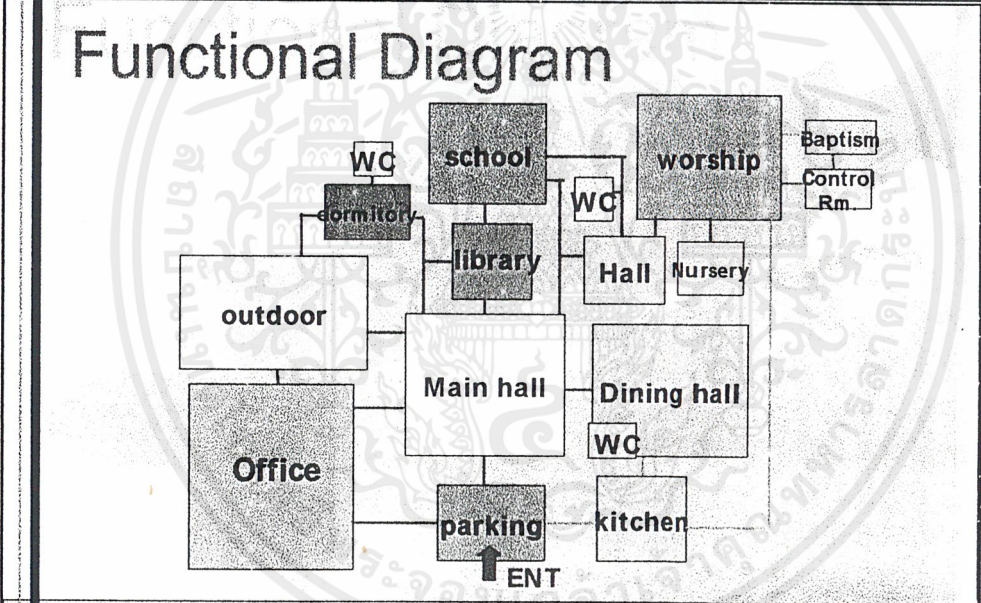 Functional Diagram
WC
school
worship
Baptism
Control
Rm.
dormitory
WC
library
Hall
Nursery
outdoor
Main hall
Dining hall
WC
Office
parking
kitchen
ENT